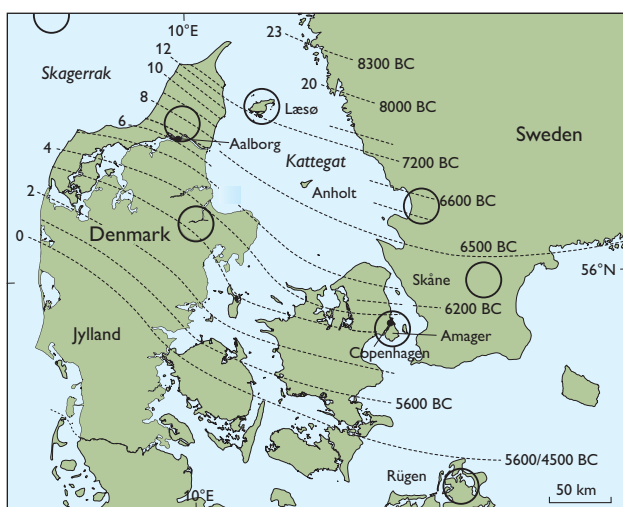 10°E
12
10
8
6
4
2
0
23
20
Skagerrak
8300 BC
8000 BC
Læsø
Sweden
Aalborg
Kattegat
7200 BC
Anholt
6600 BC
Denmark
6500 BC
56°N
Skåne
6200 BC
Jylland
Amager
Copenhagen
5600 BC
5600/4500 BC
Rügen
10°E
50 km